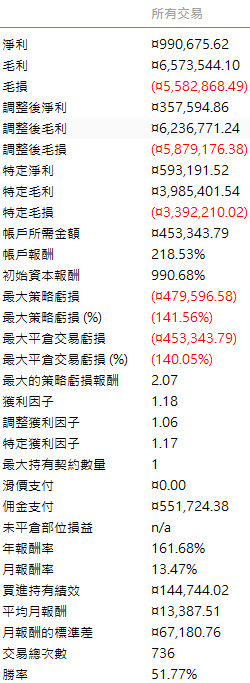 所有交易
淨利 ¤990,675.62
毛利 ¤6,573,544.10
毛損 (¤5,582,868.49)
調整後淨利 ¤357,594.86
調整後毛利 ¤6,236,771.24
調整後毛損 (¤5,879,176.38)
特定淨利 ¤593,191.52
特定毛利 ¤3,985,401.54
特定毛損 (¤3,392,210.02)
帳戶所需金額 ¤453,343.79
帳戶報酬 218.53%
初始資本報酬 990.68%
最大策略虧損 (¤479,596.58)
最大策略虧損 (%) (141.56%)
最大平倉交易虧損 (¤453,343.79)
最大平倉交易虧損 (%) (140.05%)
最大的策略虧損報酬 2.07
獲利因子 1.18
調整獲利因子 1.06
特定獲利因子 1.17
最大持有契約數量 1
滑價支付 ¤0.00
佣金支付 ¤551,724.38
未平倉部位損益 n/a
年報酬率 161.68%
月報酬率 13.47%
買進持有績效 ¤144,744.02
平均月報酬 ¤13,387.51
月報酬的標準差 ¤67,180.76
交易總次數 736
勝率 51.77%